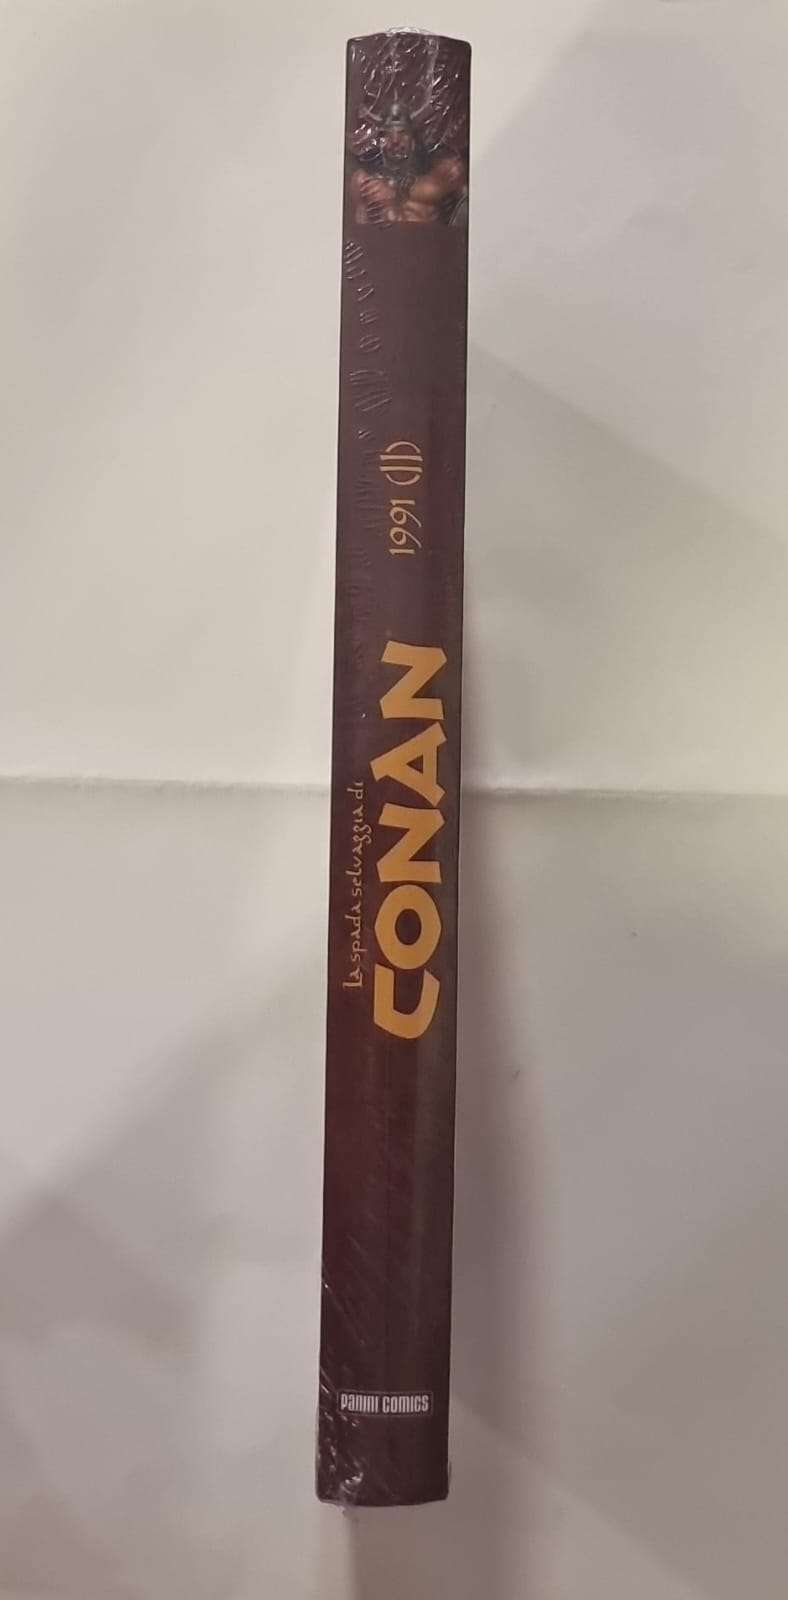 La spada selvaggia di
CONAN
1991 (II)
PANINI COMICS